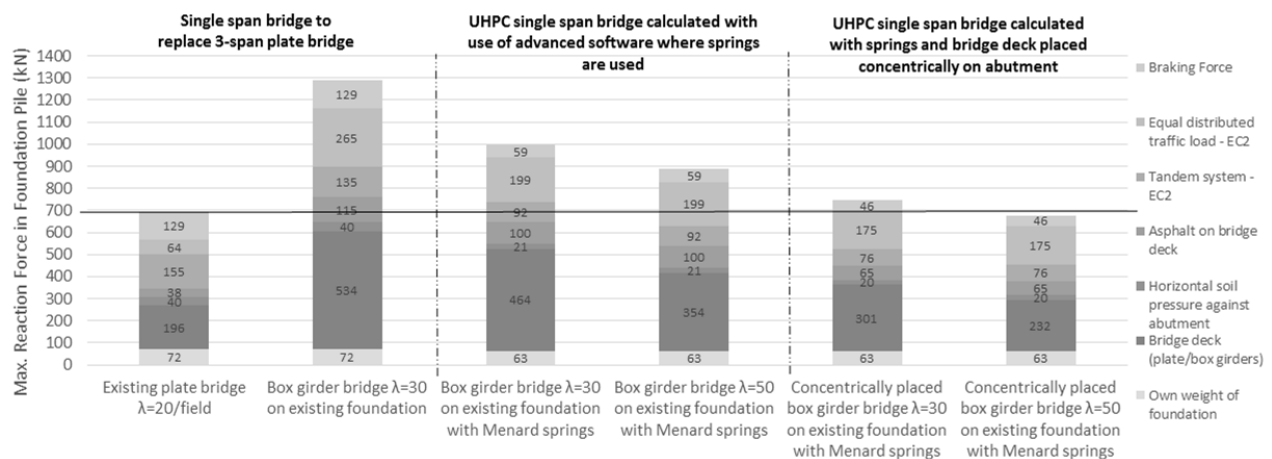 Single span bridge to
replace 3-span plate bridge
UHPC single span bridge calculated with
use of advanced software where springs
are used
UHPC single span bridge calculated
with springs and bridge deck placed
concentrically on abutment
Max. Reaction Force in Foundation Pile (kN)
1400
1300
1200
1100
1000
900
800
700
600
500
400
300
200
100
0
129
64
155
38
40
196
72
129
265
135
115
40
534
72
59
199
92
100
21
464
63
59
199
92
100
21
354
63
46
175
76
65
20
301
63
46
175
76
65
20
232
63
Existing plate bridge
λ=20/field
Box girder bridge λ=30
on existing foundation
Box girder bridge λ=30
on existing foundation
with Menard springs
Box girder bridge λ=50
on existing foundation
with Menard springs
Concentrically placed
box girder bridge λ=30
on existing foundation
with Menard springs
Concentrically placed
box girder bridge λ=50
on existing foundation
with Menard springs
Braking Force
Equal distributed
traffic load - EC2
Tandem system -
EC2
Asphalt on bridge
deck
Horizontal soil
pressure against
abutment
Bridge deck
(plate/box girders)
Own weight of
foundation